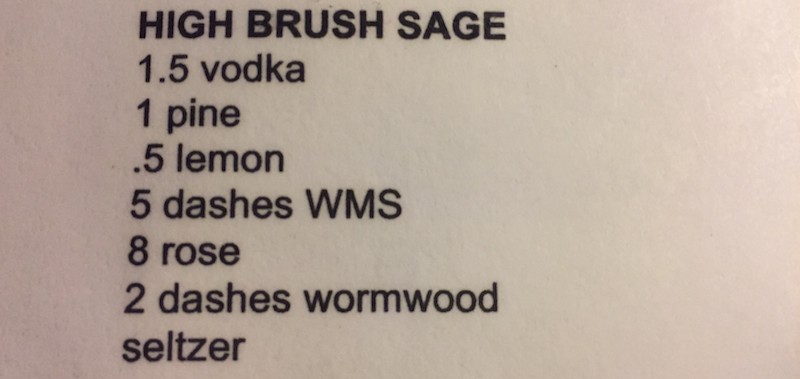 HIGH BRUSH SAGE
1.5 vodka
1 pine
.5 lemon
5 dashes WMS
8 rose
2 dashes wormwood
seltzer